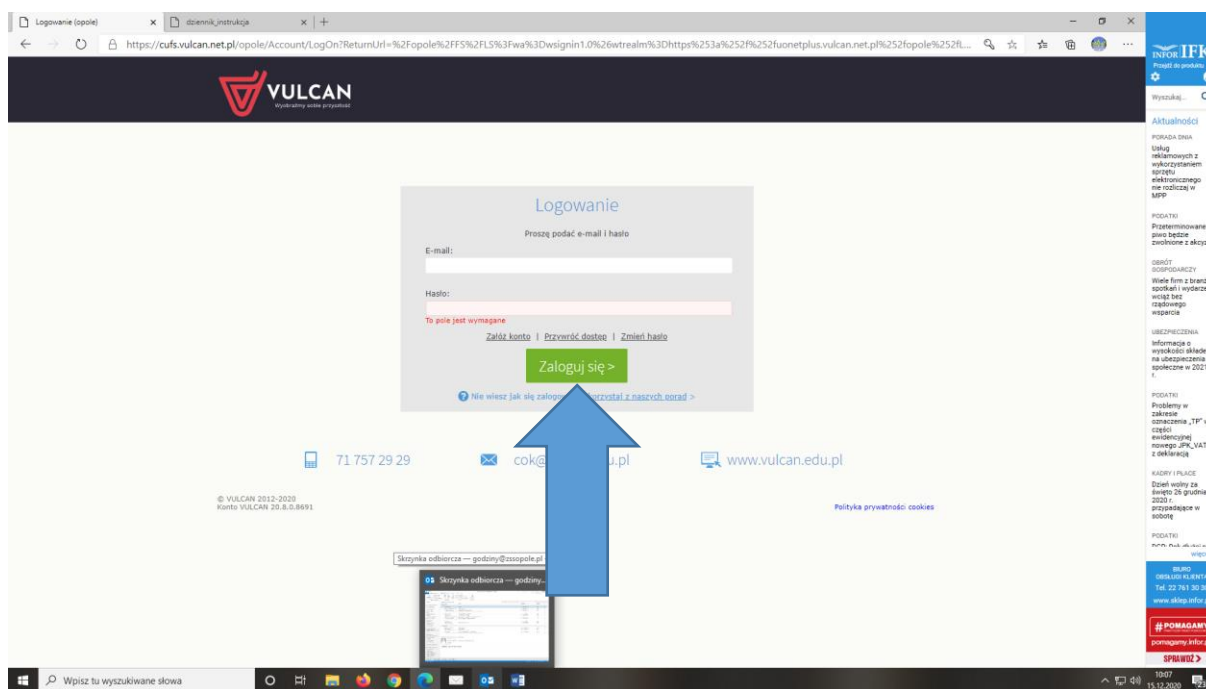 Logowanie (opole)
dziennik_instrukcja
https://cufs.vulcan.net.pl/opole/Account/LogOn?ReturnUrl=%2Fopole%2FFS%2FLS%3Fwa%3Dwsignin1.0%26wtrealm%3Dhttps%253a%252f%252fuonetplus.vulcan.net.pl%252fopole%252fL...
VULCAN
Wyobraźmy sobie przyszłość
Logowanie
Proszę podać e-mail i hasło
E-mail:
Hasło:
To pole jest wymagane
Załóż konto | Przywróć dostęp | Zmień hasło
Zaloguj się >
Nie wiesz jak się zalogo
orzystaj z naszych porad >
71 757 29 29
cok@
u.pl
www.vulcan.edu.pl
© VULCAN 2012-2020
Konto VULCAN 20.8.0.8691
Polityka prywatności cookies
Skrzynka odbiorcza — godziny@zssopole.pl
Skrzynka odbiorcza — godziny...
Wpisz tu wyszukiwane słowa
INFOR IFK
Przejdź do produktu
Wyszukaj...
Aktualności
PORADA DNIA
Usług
reklamowych z
wykorzystaniem
sprzętu
elektronicznego
nie rozliczaj w
MPP
PODATKI
Przeterminowane
piwo będzie
zwolnione z akcyz
OBRÓT
GOSPODARCZY
Wiele firm z branż
spotkań i wydarze
wciąż bez
rządowego
wsparcia
UBEZPIECZENIA
Informacja o
wysokości składe
na ubezpieczenia
społeczne w 2021
r.
PODATKI
Problemy w
zakresie
oznaczenia „TP" w
części
ewidencyjnej
nowego JPK_VAT
z deklaracją
KADRY I PŁACE
Dzień wolny za
święto 26 grudnia
2020 r.
przypadające w
sobotę
PODATKI
więc
BIURO
OBSŁUGI KLIENTA
Tel. 22 761 30 30
www.sklep.infor.p
#POMAGAMY
pomagamy.infor.p
SPRAWDŹ >
10:07
15.12.2020